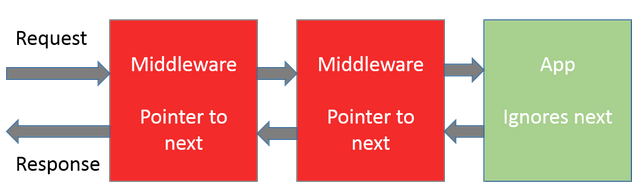 Request
Middleware
Pointer to
next
Middleware
Pointer to
next
App
Ignores next
Response